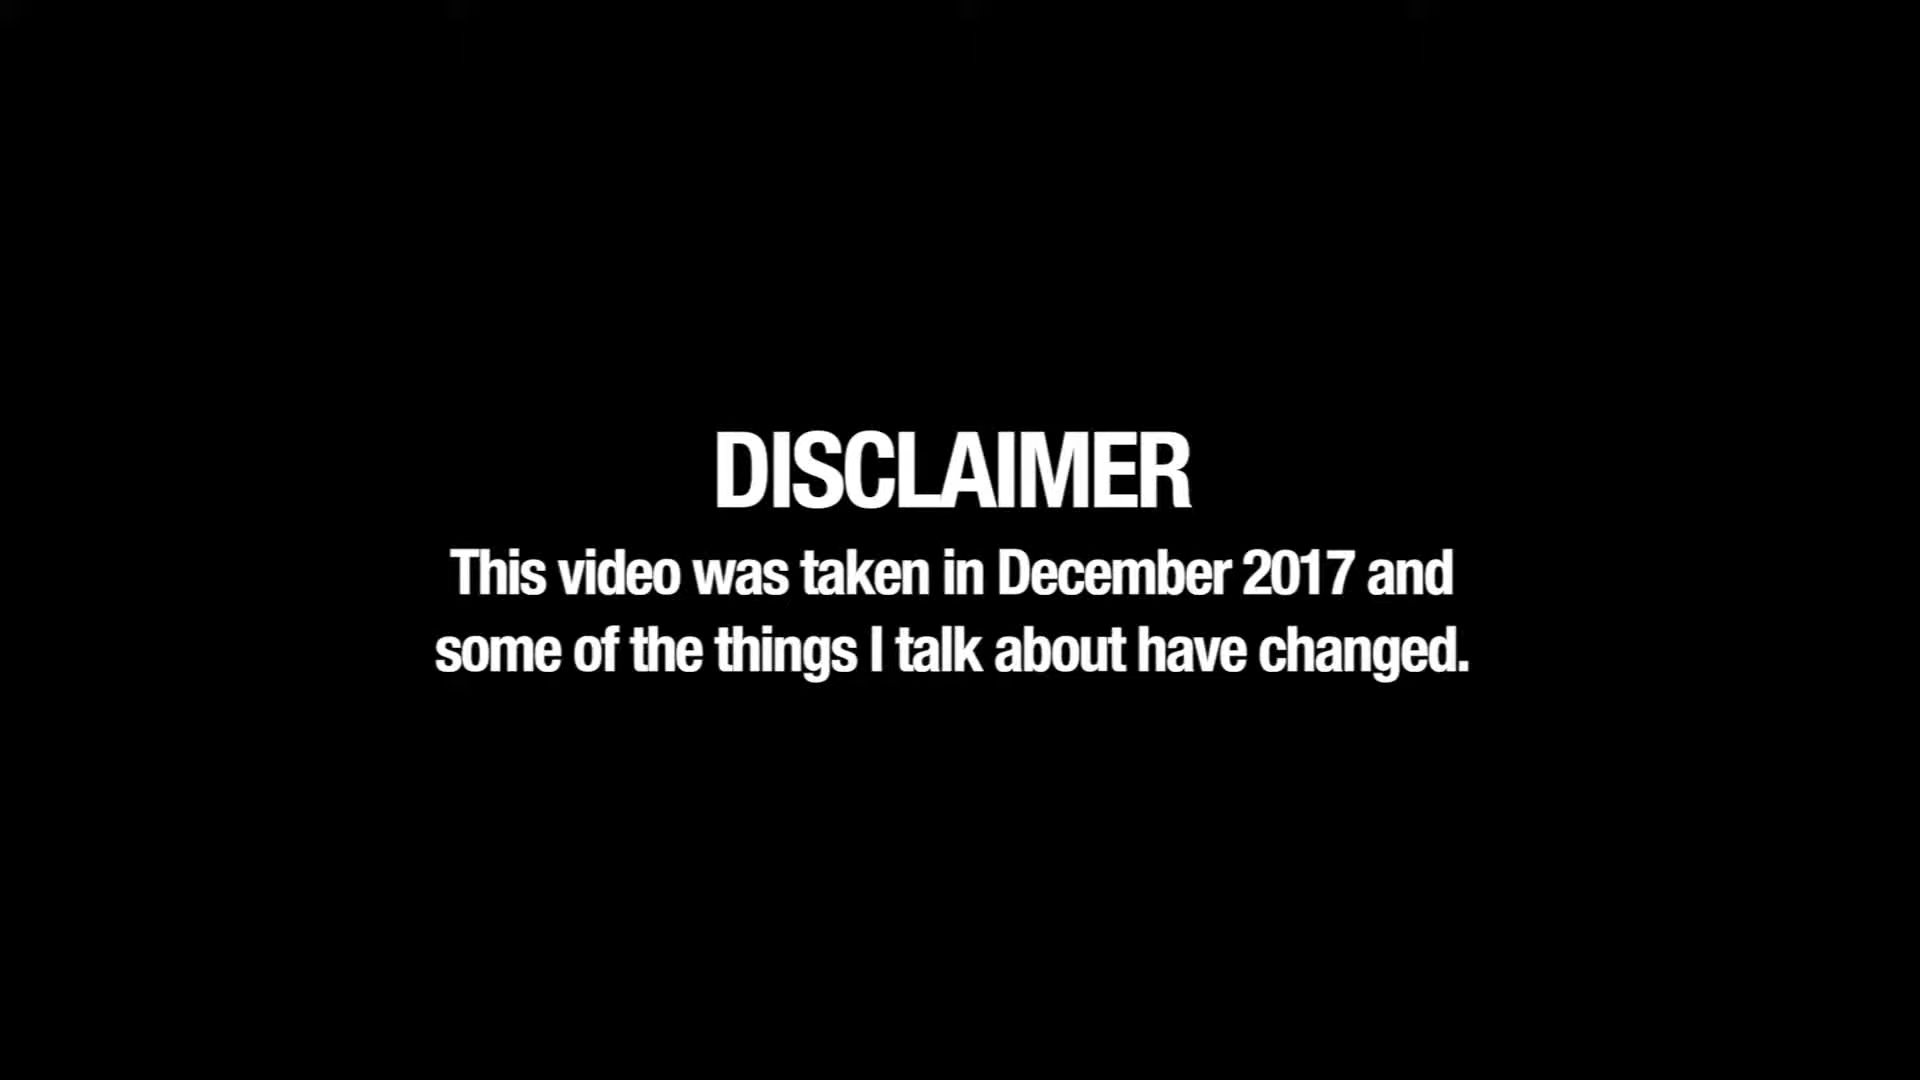 DISCLAIMER
This video was taken in December 2017 and
some of the things I talk about have changed.